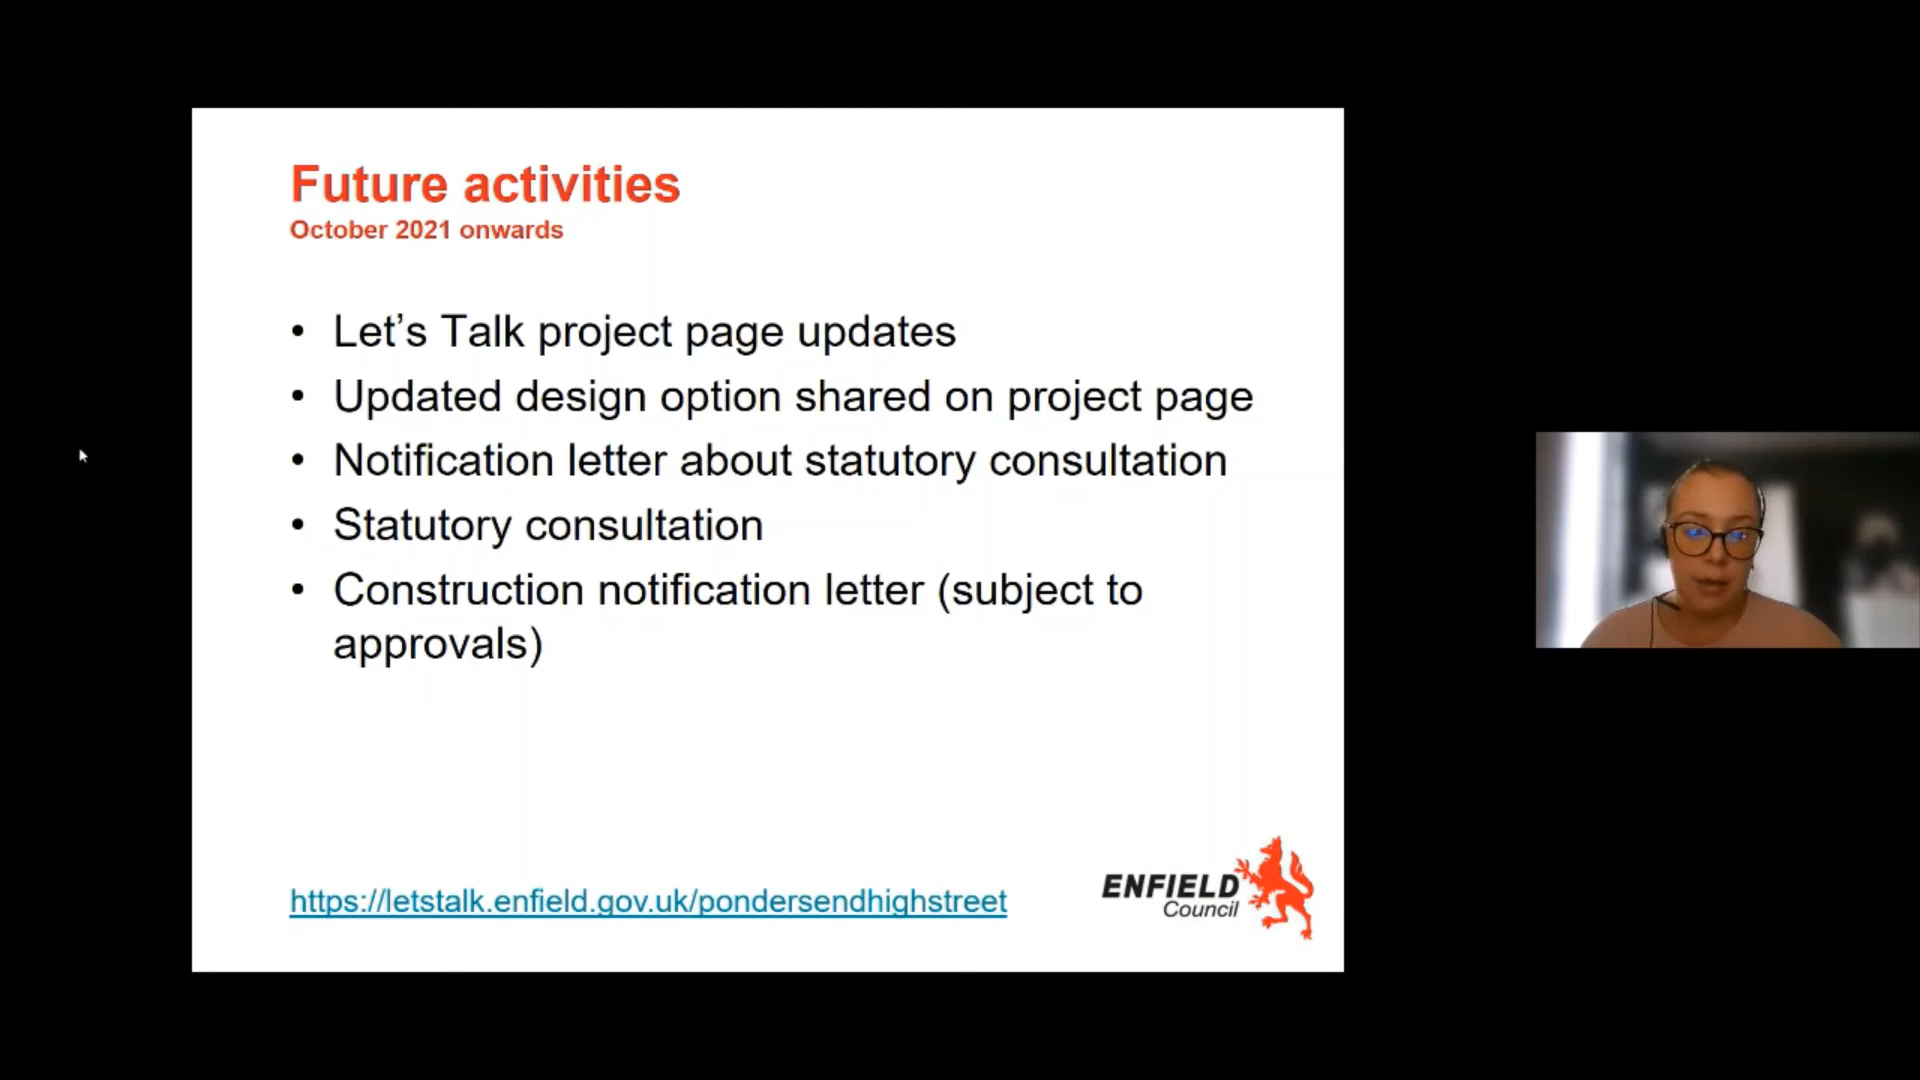 Future activities
October 2021 onwards
• Let’s Talk project page updates
• Updated design option shared on project page
• Notification letter about statutory consultation
• Statutory consultation
• Construction notification letter (subject to
approvals)
https://letstalk.enfield.gov.uk/pondersendhighstreet
ENFIELD
Council